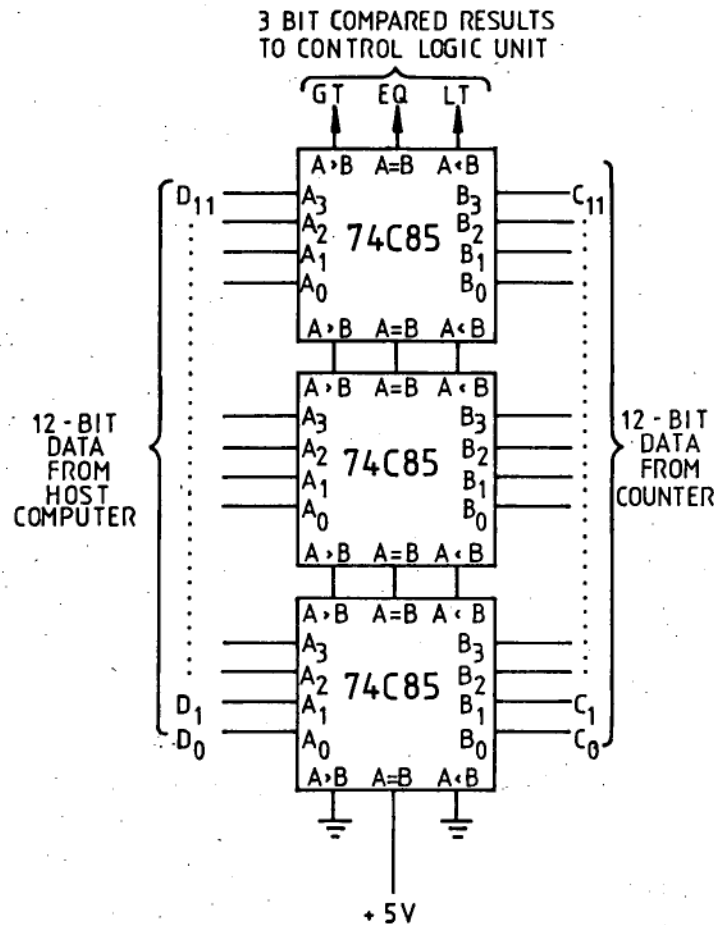 3 BIT COMPARED RESULTS
TO CONTROL LOGIC UNIT
GT EQ LT
A>B A=B A<B
D11 A3 B3 C11
A2 74C85 B2
A1 B1
A0 B0
A>B A=B A<B
A>B A=B A<B
A3 B3
A2 74C85 B2
A1 B1
A0 B0
A>B A=B A<B
12-BIT
DATA
FROM
HOST
COMPUTER
12-BIT
DATA
FROM
COUNTER
A>B A=B A<B
A3 B3
A2 74C85 B2
D1 A1 B1 C1
D0 A0 B0 C0
A>B A=B A<B
+5V